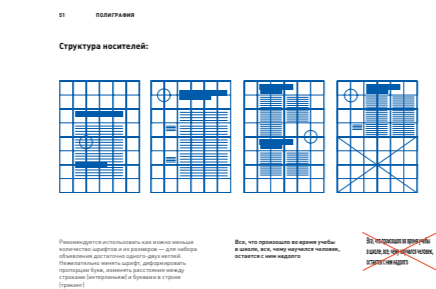 51 ПОЛИГРАФИЯ
Структура носителей:
Рекомендуется использовать как можно меньше
количество шрифтов и их размеров — для набора
объявления достаточно одного-двух кеглей.
Нежелательно менять шрифт, деформировать
пропорции букв, изменять расстояние между
строками (интерлиньяж) и буквами в строке
(трекинг)
Все, что произошло во время учебы
в школе, все, чему научился человек,
остается с ним надолго
Все, что произошло во время учебы
в школе, все, чему научился человек,
остается с ним надолго